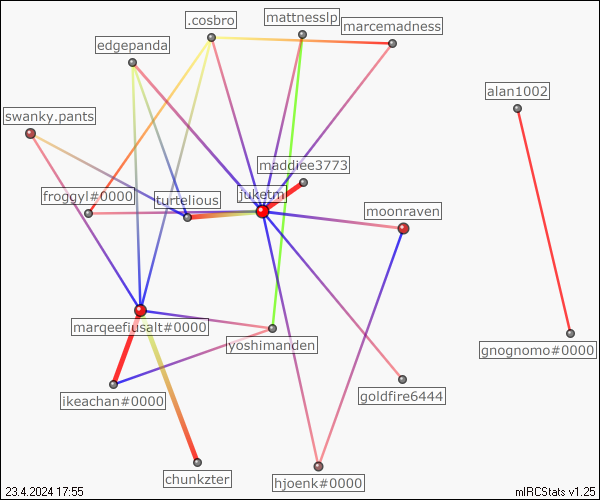 .cosbro
mattnesslp
marcemadness
edgepanda
alan1002
swanky.pants
maddiee3773
froggyl#0000
turtelious
juketm
moonraven
marqeefiusalt#0000
yoshimanden
gnognomo#0000
ikeachan#0000
goldfire6444
chunkzter
hjoenk#0000
23.4.2024 17:55
mIRCStats v1.25